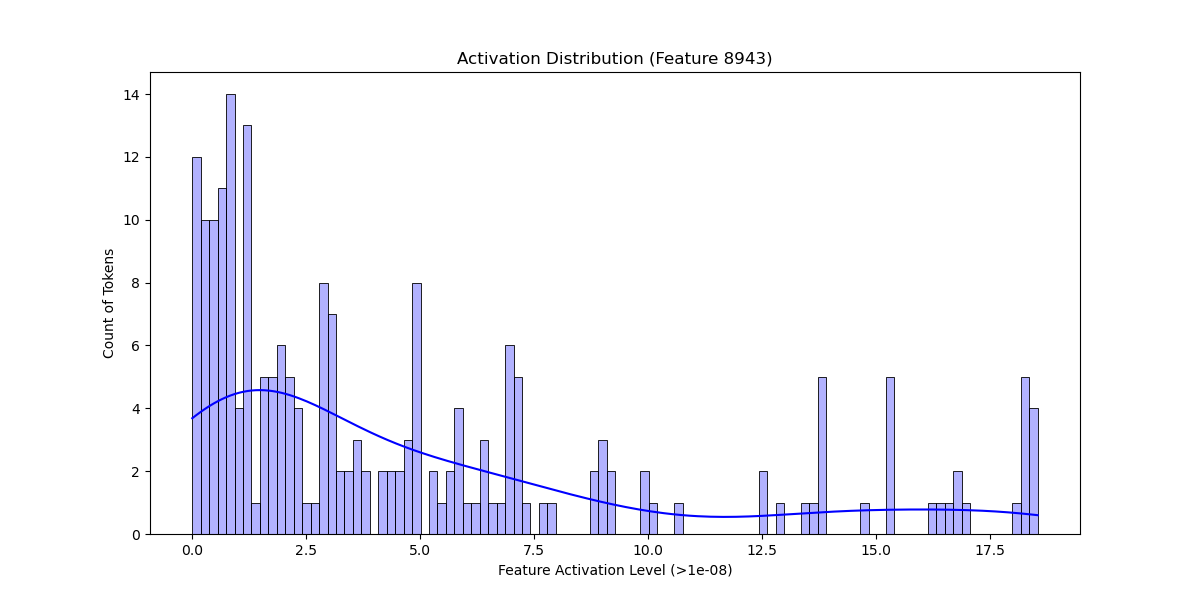 Activation Distribution (Feature 8943)
14
12
10
8
6
4
2
0
Count of Tokens
0.0 2.5 5.0 7.5 10.0 12.5 15.0 17.5
Feature Activation Level (>1e-08)